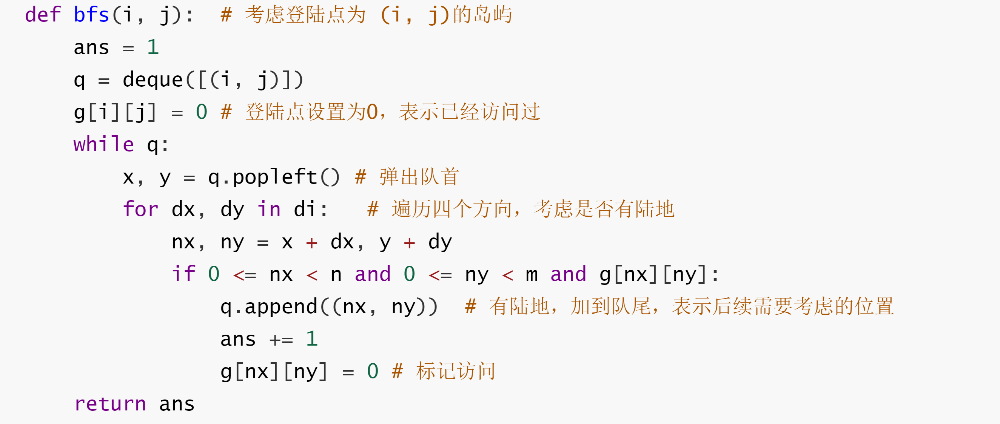 def bfs(i, j):  # 考虑登陆点为 (i, j)的岛屿
    ans = 1
    q = deque([(i, j)])
    g[i][j] = 0 # 登陆点设置为0，表示已经访问过
    while q:
        x, y = q.popleft() # 弹出队首
        for dx, dy in di:   # 遍历四个方向，考虑是否有陆地
            nx, ny = x + dx, y + dy
            if 0 <= nx < n and 0 <= ny < m and g[nx][ny]:
                q.append((nx, ny))  # 有陆地，加到队尾，表示后续需要考虑的位置
                ans += 1
                g[nx][ny] = 0 # 标记访问
    return ans